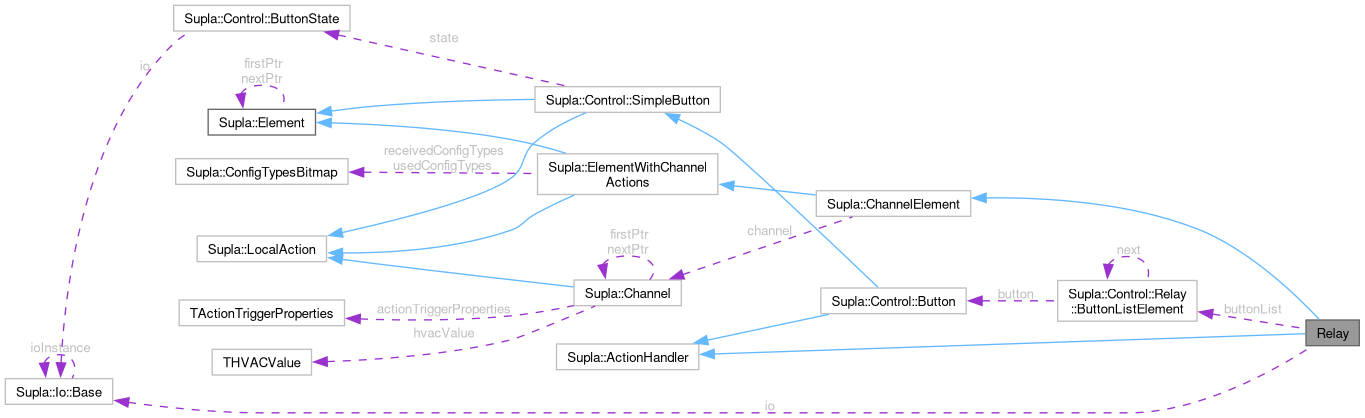 Supla::Control::ButtonState
state
io
firstPtr
nextPtr
Supla::Control::SimpleButton
Supla::Element
receivedConfigTypes
usedConfigTypes
Supla::ElementWithChannel
Actions
Supla::ConfigTypesBitmap
Supla::ChannelElement
channel
firstPtr
nextPtr
Supla::LocalAction
next
Supla::Channel
Supla::Control::Button
button
Supla::Control::Relay
::ButtonListElement
buttonList
actionTriggerProperties
TActionTriggerProperties
hvacValue
Relay
ioInstance
THVACValue
Supla::ActionHandler
Supla::Io::Base
io